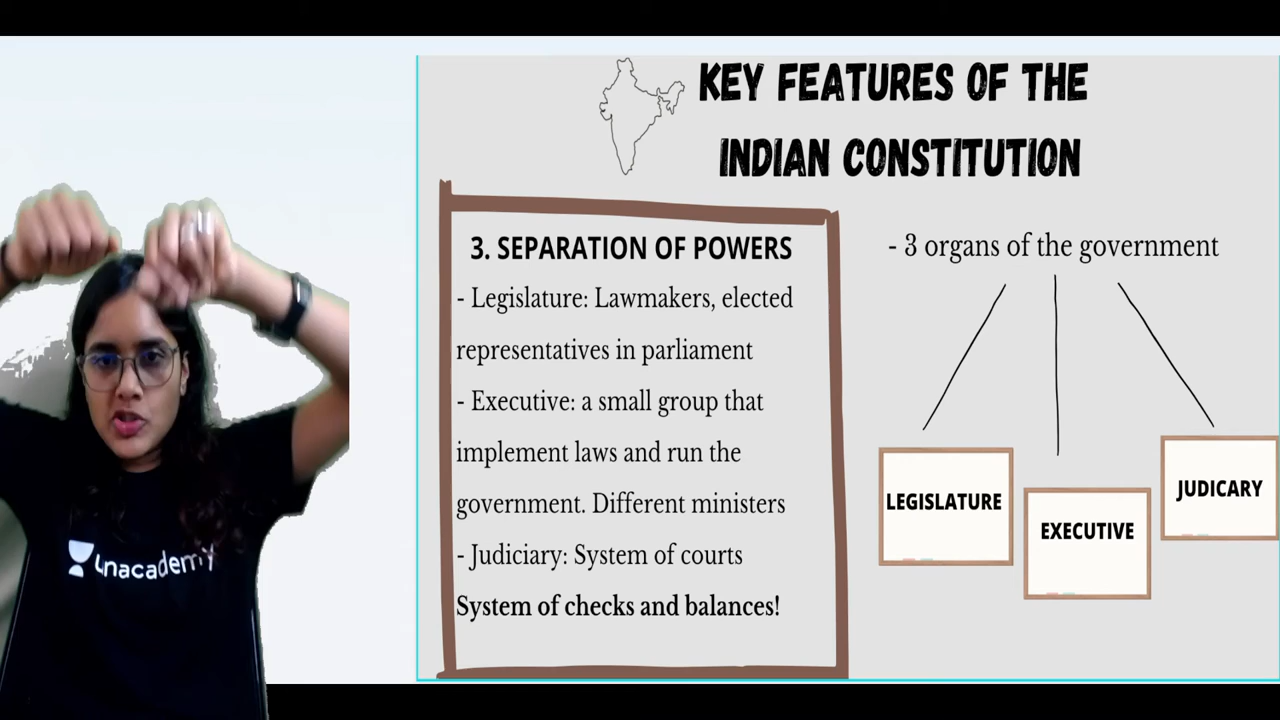 KEY FEATURES OF THE
INDIAN CONSTITUTION
3. SEPARATION OF POWERS
- Legislature: Lawmakers, elected
representatives in parliament
- Executive: a small group that
implement laws and run the
government. Different ministers
- Judiciary: System of courts
System of checks and balances!
- 3 organs of the government
LEGISLATURE
EXECUTIVE
JUDICARY
unacademy